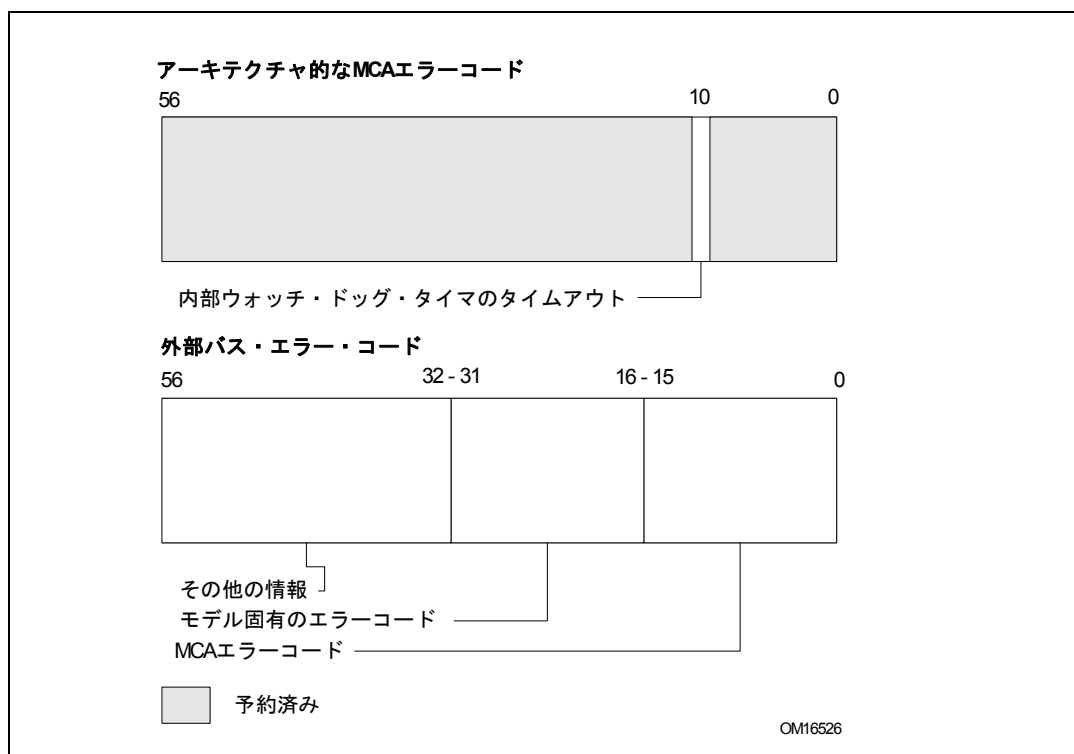 アーキテクチャ的なMCAエラーコード
56 10 0
内部ウォッチ・ドッグ・タイマのタイムアウト
外部バス・エラー・コード
56 32 - 31 16 - 15 0
その他の情報
モデル固有のエラーコード
MCAエラーコード
予約済み
OM16526